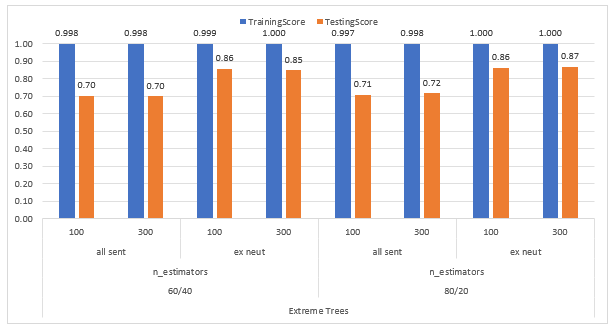 TrainingScore TestingScore
0.998 0.998 0.999 1.000 0.997 0.998 1.000 1.000
1.00
0.90
0.86 0.85 0.86 0.87
0.80
0.70 0.70 0.71 0.72
0.70
0.60
0.50
0.40
0.30
0.20
0.10
0.00
100 300 100 300 100 300 100 300
all sent ex neut all sent ex neut
n_estimators n_estimators
60/40 80/20
Extreme Trees